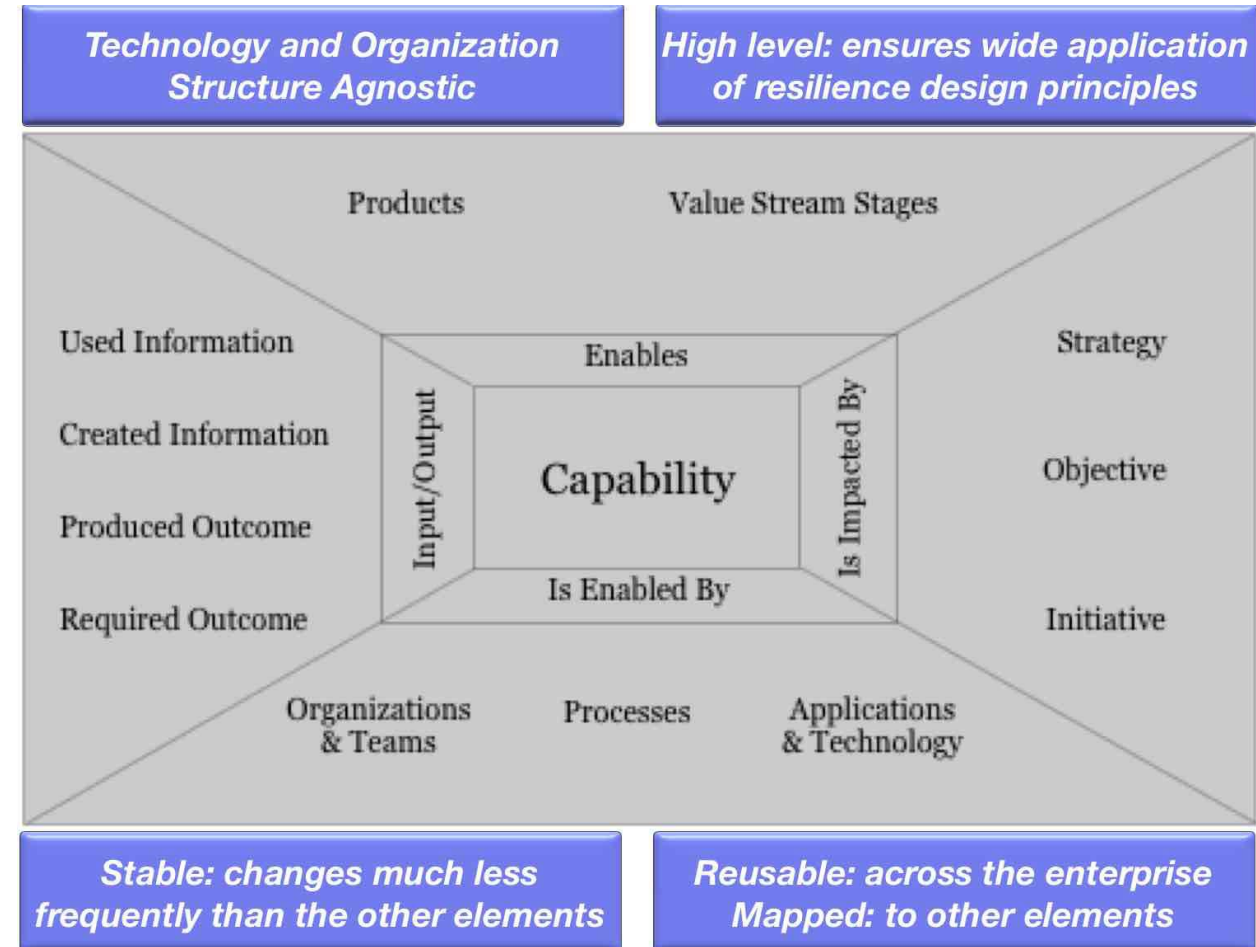 Technology and Organization
Structure Agnostic
High level: ensures wide application
of resilience design principles
Products
Value Stream Stages
Used Information
Created Information
Produced Outcome
Required Outcome
Input/Output
Enables
Capability
Is Enabled By
Is Impacted By
Strategy
Objective
Initiative
Organizations
& Teams
Processes
Applications
& Technology
Stable: changes much less
frequently than the other elements
Reusable: across the enterprise
Mapped: to other elements